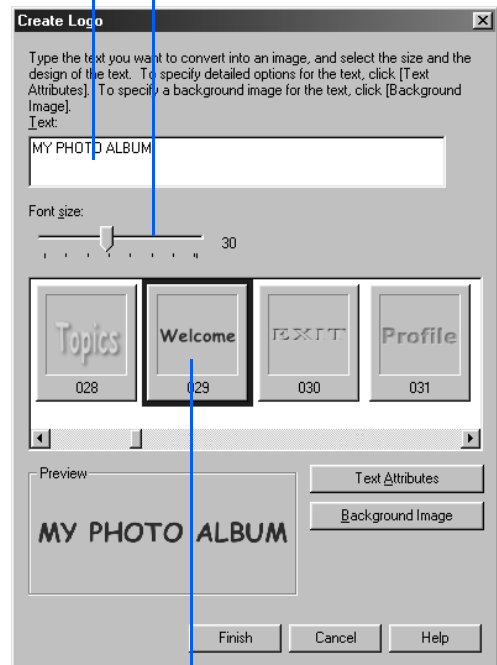 Create Logo
Type the text you want to convert into an image, and select the size and the
design of the text. To specify detailed options for the text, click [Text
Attributes]. To specify a background image for the text, click [Background
Image].
Text:
MY PHOTO ALBUM
Font size:
30
Topics Welcome EXIT Profile
028 029 030 031
Preview
Text Attributes
Background Image
MY PHOTO ALBUM
Finish Cancel Help